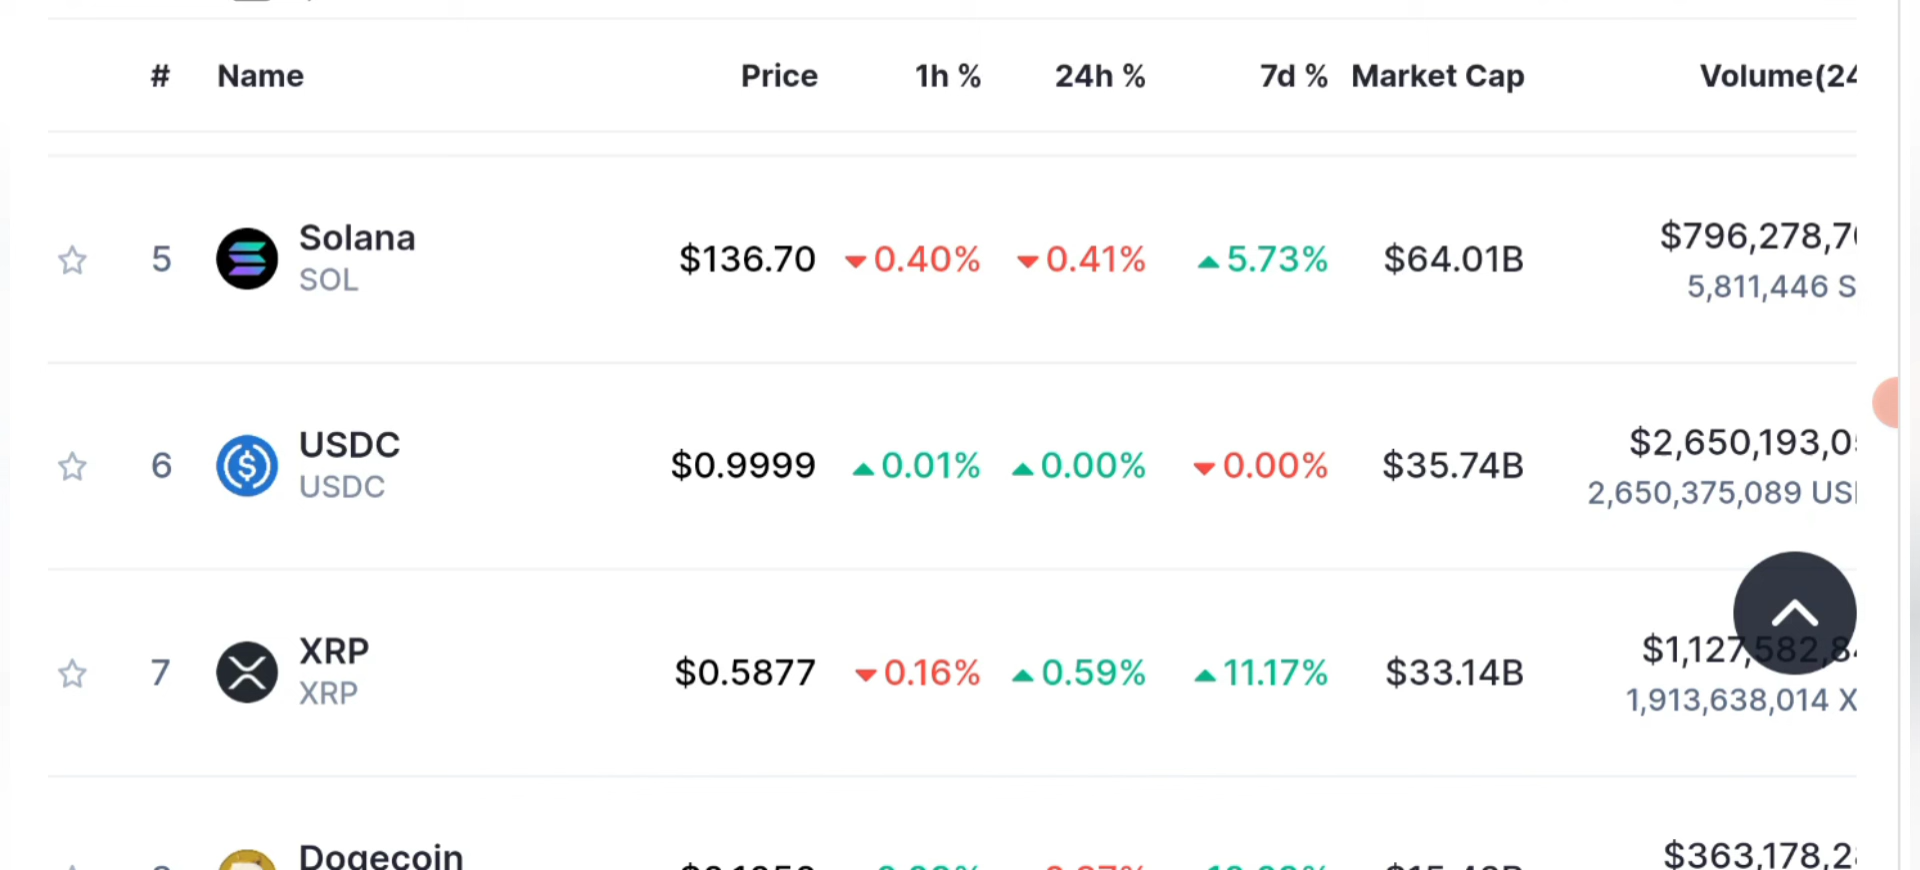 # Name Price 1h % 24h % 7d % Market Cap Volume(24
5 Solana SOL $136.70 0.40% 0.41% 5.73% $64.01B $796,278,7
5,811,446 S
6 USDC USDC $0.9999 0.01% 0.00% 0.00% $35.74B $2,650,193,0
2,650,375,089 US
7 XRP XRP $0.5877 0.16% 0.59% 11.17% $33.14B $1,127,582,8
1,913,638,014 X
Dogecoin $363,178,2